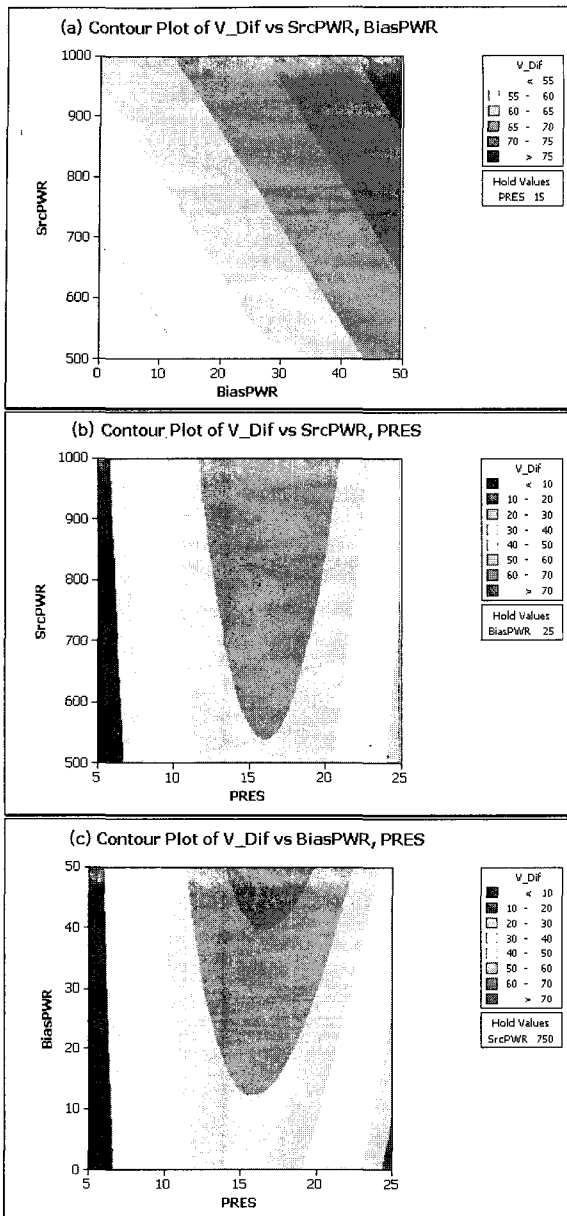 (a) Contour Plot of V_Dif vs SrcPWR, BiasPWR
1000
900
800
700
600
500
SrcPWR
0 10 20 30 40 50
BiasPWR
V_Dif
< 55
55 - 60
60 - 65
65 - 70
70 - 75
> 75
Hold Values
PRES 15
(b) Contour Plot of V_Dif vs SrcPWR, PRES
1000
900
800
700
600
500
SrcPWR
5 10 15 20 25
PRES
V_Dif
< 10
10 - 20
20 - 30
30 - 40
40 - 50
50 - 60
60 - 70
> 70
Hold Values
BiasPWR 25
(c) Contour Plot of V_Dif vs BiasPWR, PRES
50
40
30
20
10
0
BiasPWR
5 10 15 20 25
PRES
V_Dif
< 10
10 - 20
20 - 30
30 - 40
40 - 50
50 - 60
60 - 70
> 70
Hold Values
SrcPWR 750